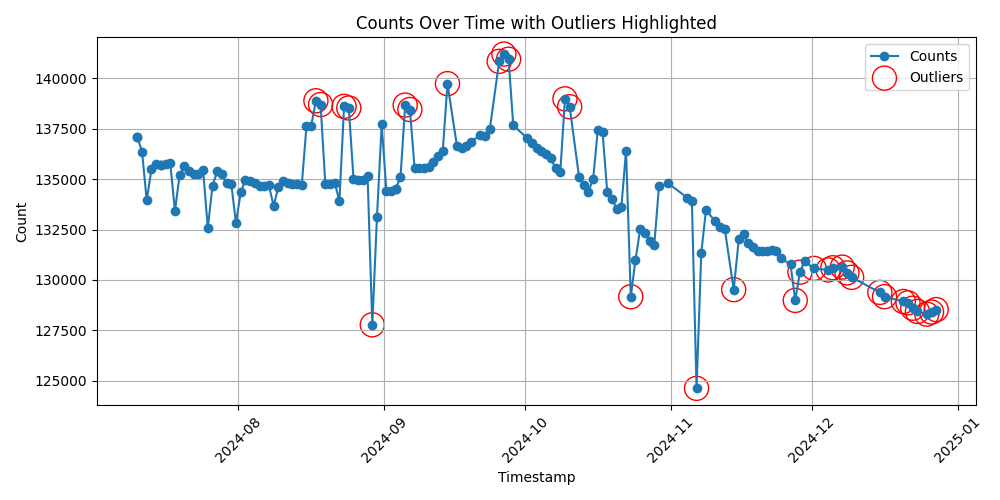 Counts Over Time with Outliers Highlighted
Counts
Outliers
Count
140000
137500
135000
132500
130000
127500
125000
2024-08
2024-09
2024-10
2024-11
2024-12
2025-01
Timestamp